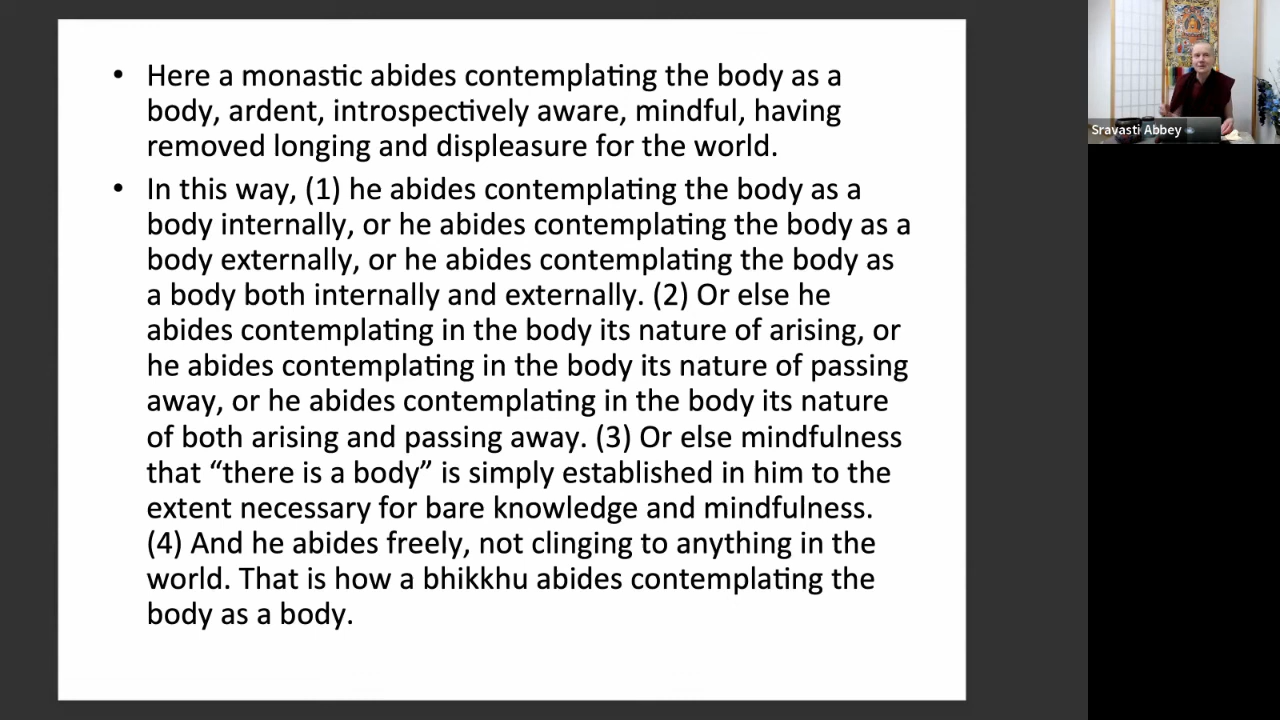 • Here a monastic abides contemplating the body as a
body, ardent, introspectively aware, mindful, having
removed longing and displeasure for the world.
• In this way, (1) he abides contemplating the body as a
body internally, or he abides contemplating the body as a
body externally, or he abides contemplating the body as
a body both internally and externally. (2) Or else he
abides contemplating in the body its nature of arising, or
he abides contemplating in the body its nature of passing
away, or he abides contemplating in the body its nature
of both arising and passing away. (3) Or else mindfulness
that “there is a body” is simply established in him to the
extent necessary for bare knowledge and mindfulness.
(4) And he abides freely, not clinging to anything in the
world. That is how a bhikkhu abides contemplating the
body as a body.
Sravasti Abbey